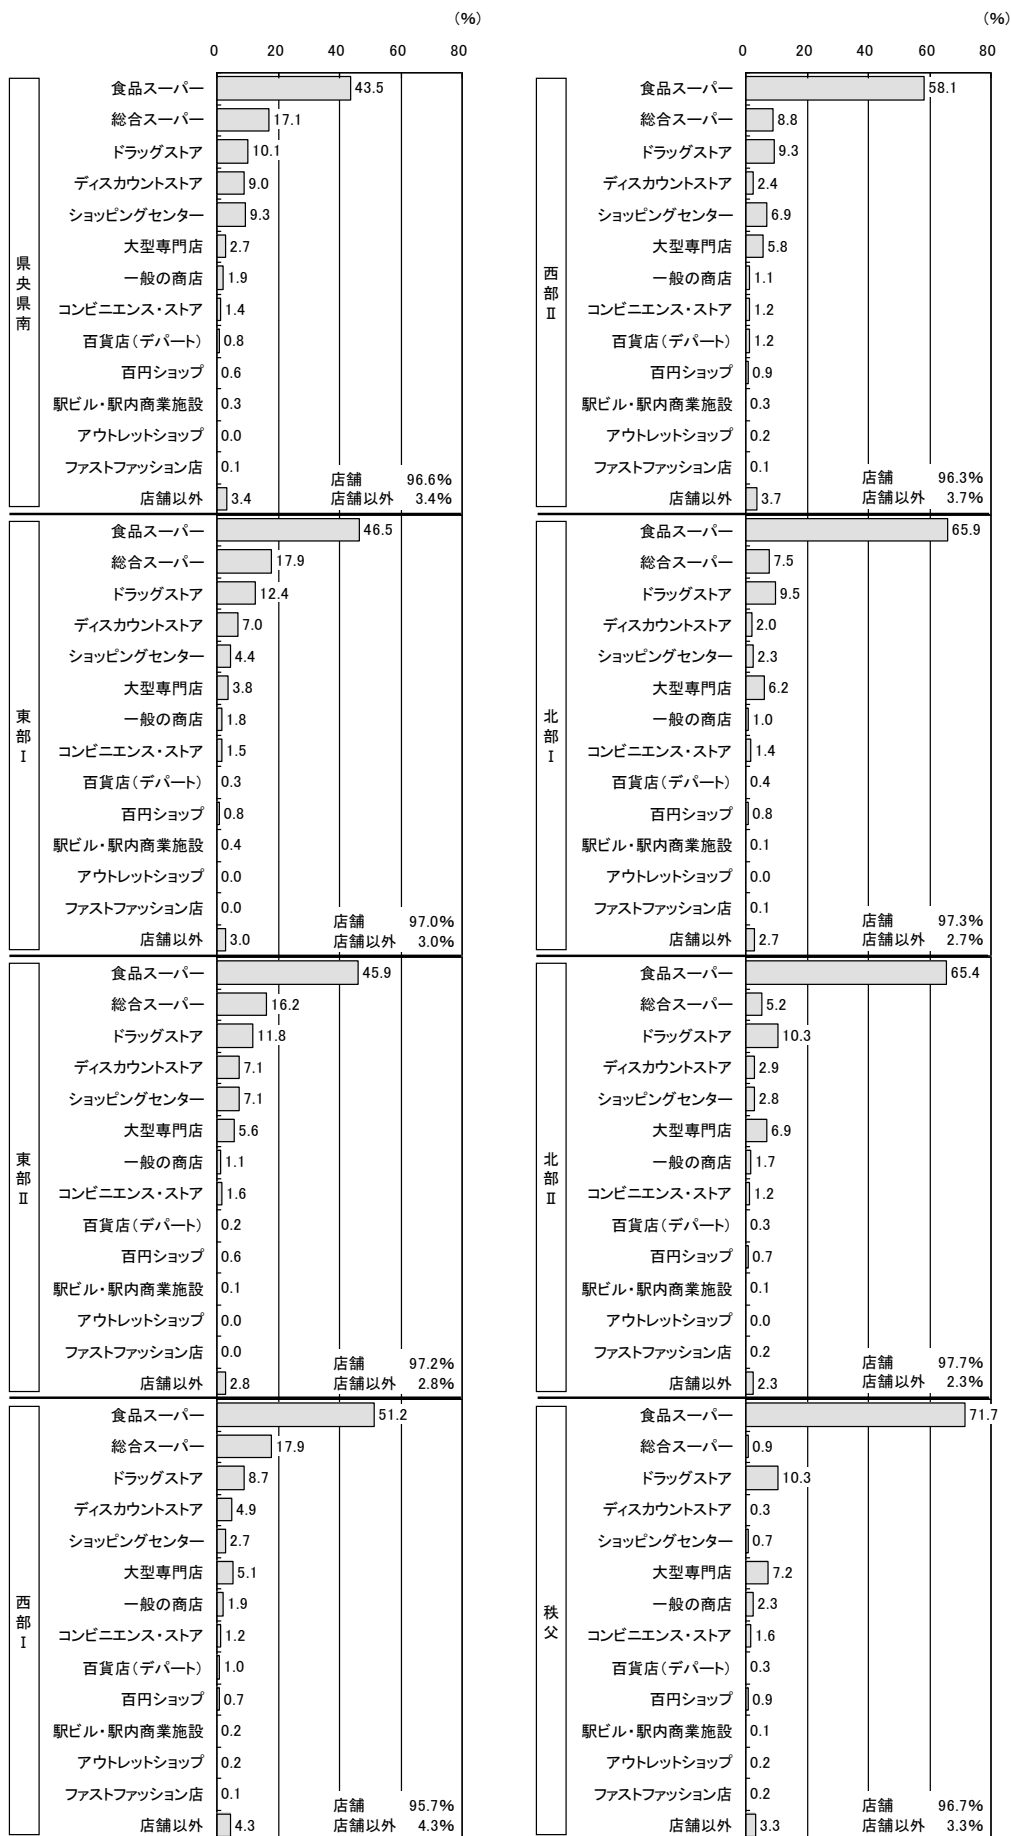 (%)
0 20 40 60 80
県央県南
食品スーパー 43.5
総合スーパー 17.1
ドラッグストア 10.1
ディスカウントストア 9.0
ショッピングセンター 9.3
大型専門店 2.7
一般の商店 1.9
コンビニエンス・ストア 1.4
百貨店(デパート) 0.8
百円ショップ 0.6
駅ビル・駅内商業施設 0.3
アウトレットショップ 0.0
ファストファッション店 0.1
店舗以外 3.4
店舗 96.6%
店舗以外 3.4%
東部Ⅰ
食品スーパー 46.5
総合スーパー 17.9
ドラッグストア 12.4
ディスカウントストア 7.0
ショッピングセンター 4.4
大型専門店 3.8
一般の商店 1.8
コンビニエンス・ストア 1.5
百貨店(デパート) 0.3
百円ショップ 0.8
駅ビル・駅内商業施設 0.4
アウトレットショップ 0.0
ファストファッション店 0.0
店舗以外 3.0
店舗 97.0%
店舗以外 3.0%
東部Ⅱ
食品スーパー 45.9
総合スーパー 16.2
ドラッグストア 11.8
ディスカウントストア 7.1
ショッピングセンター 7.1
大型専門店 5.6
一般の商店 1.1
コンビニエンス・ストア 1.6
百貨店(デパート) 0.2
百円ショップ 0.6
駅ビル・駅内商業施設 0.1
アウトレットショップ 0.0
ファストファッション店 0.0
店舗以外 2.8
店舗 97.2%
店舗以外 2.8%
西部Ⅰ
食品スーパー 51.2
総合スーパー 17.9
ドラッグストア 8.7
ディスカウントストア 4.9
ショッピングセンター 2.7
大型専門店 5.1
一般の商店 1.9
コンビニエンス・ストア 1.2
百貨店(デパート) 1.0
百円ショップ 0.7
駅ビル・駅内商業施設 0.2
アウトレットショップ 0.2
ファストファッション店 0.1
店舗以外 4.3
店舗 95.7%
店舗以外 4.3%
(%)
0 20 40 60 80
西部Ⅱ
食品スーパー 58.1
総合スーパー 8.8
ドラッグストア 9.3
ディスカウントストア 2.4
ショッピングセンター 6.9
大型専門店 5.8
一般の商店 1.1
コンビニエンス・ストア 1.2
百貨店(デパート) 1.2
百円ショップ 0.9
駅ビル・駅内商業施設 0.3
アウトレットショップ 0.2
ファストファッション店 0.1
店舗以外 3.7
店舗 96.3%
店舗以外 3.7%
北部Ⅰ
食品スーパー 65.9
総合スーパー 7.5
ドラッグストア 9.5
ディスカウントストア 2.0
ショッピングセンター 2.3
大型専門店 6.2
一般の商店 1.0
コンビニエンス・ストア 1.4
百貨店(デパート) 0.4
百円ショップ 0.8
駅ビル・駅内商業施設 0.1
アウトレットショップ 0.0
ファストファッション店 0.1
店舗以外 2.7
店舗 97.3%
店舗以外 2.7%
北部Ⅱ
食品スーパー 65.4
総合スーパー 5.2
ドラッグストア 10.3
ディスカウントストア 2.9
ショッピングセンター 2.8
大型専門店 6.9
一般の商店 1.7
コンビニエンス・ストア 1.2
百貨店(デパート) 0.3
百円ショップ 0.7
駅ビル・駅内商業施設 0.1
アウトレットショップ 0.0
ファストファッション店 0.2
店舗以外 2.3
店舗 97.7%
店舗以外 2.3%
秩父
食品スーパー 71.7
総合スーパー 0.9
ドラッグストア 10.3
ディスカウントストア 0.3
ショッピングセンター 0.7
大型専門店 7.2
一般の商店 2.3
コンビニエンス・ストア 1.6
百貨店(デパート) 0.3
百円ショップ 0.9
駅ビル・駅内商業施設 0.1
アウトレットショップ 0.2
ファストファッション店 0.2
店舗以外 3.3
店舗 96.7%
店舗以外 3.3%